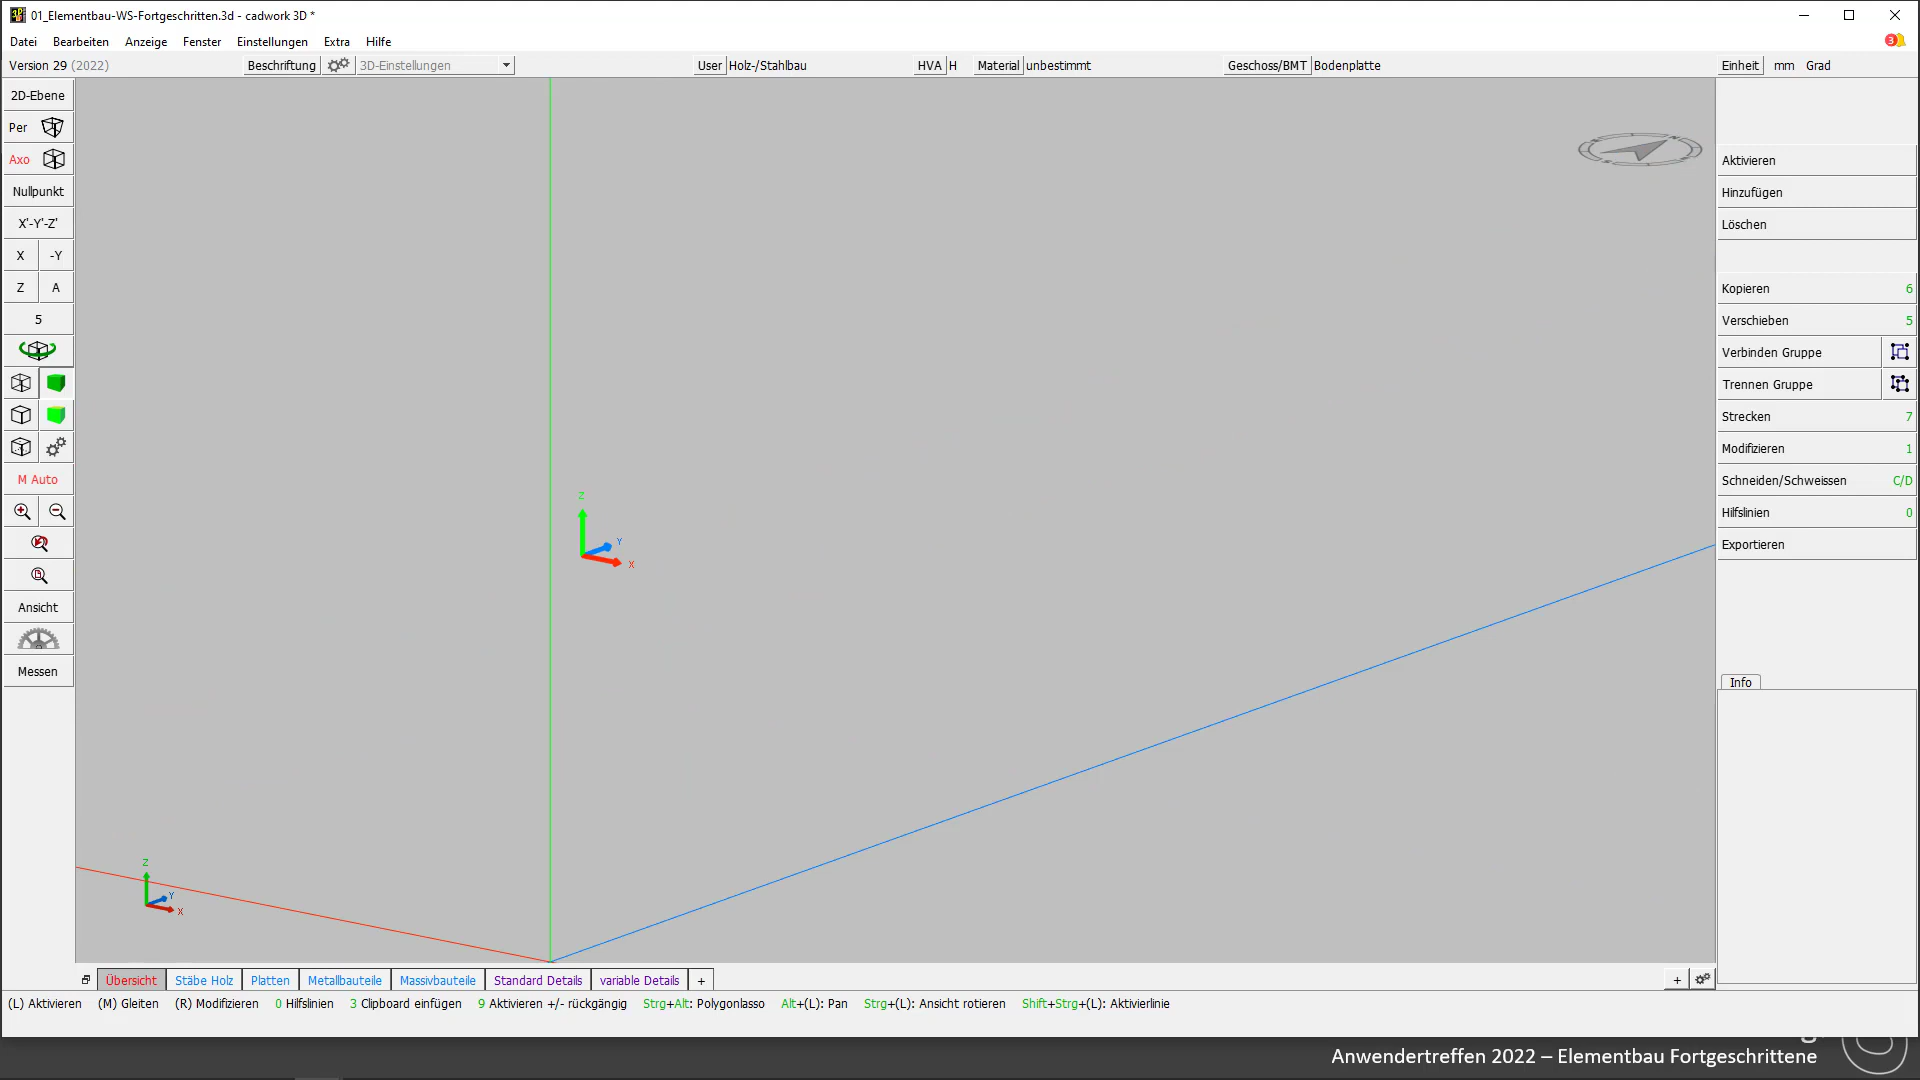 01_Elementbau-WS-Fortgeschritten.3d - cadwork 3D *
Datei Bearbeiten Anzeige Fenster Einstellungen Extra Hilfe
3
Version 29 (2022) Beschriftung 3D-Einstellungen User Holz-/Stahlbau HVA H Material unbestimmt Geschoss/BMT Bodenplatte Einheit mm Grad
2D-Ebene
Per
Axo
Nullpunkt
X'-Y'-Z'
X -Y
Z A
5
M Auto
Ansicht
Messen
Z
Y
X
Z
Y
X
Aktivieren
Hinzufügen
Löschen
Kopieren 6
Verschieben 5
Verbinden Gruppe
Trennen Gruppe
Strecken 7
Modifizieren 1
Schneiden/Schweissen C/D
Hilfslinien 0
Exportieren
Info
Übersicht Stäbe Holz Platten Metallbauteile Massivbauteile Standard Details variable Details + +
(L) Aktivieren (M) Gleiten (R) Modifizieren 0 Hilfslinien 3 Clipboard einfügen 9 Aktivieren +/- rückgängig Strg+Alt: Polygonlasso Alt+(L): Pan Strg+(L): Ansicht rotieren Shift+Strg+(L): Aktivierlinie
Anwendertreffen 2022 – Elementbau Fortgeschrittene